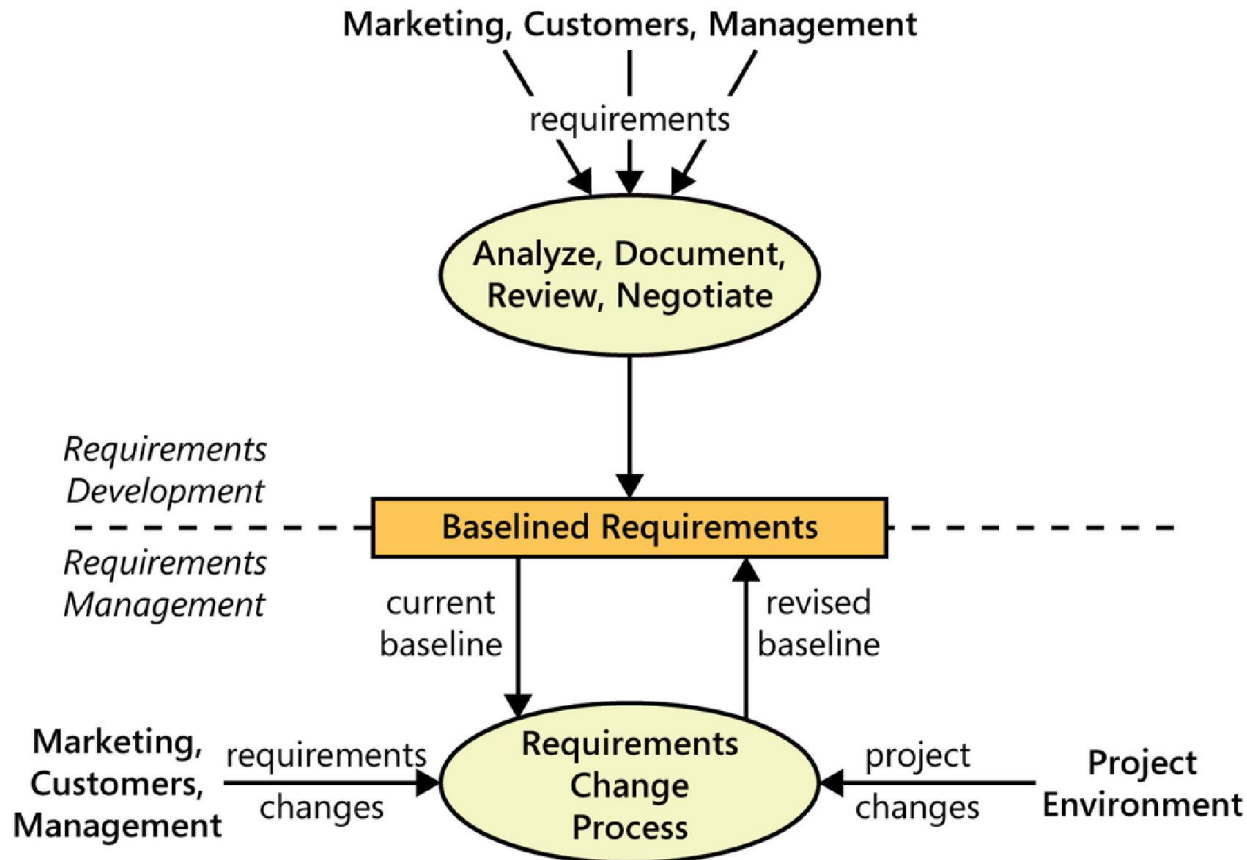 Marketing, Customers, Management
requirements
Analyze, Document,
Review, Negotiate
Requirements
Development
Baselined Requirements
Requirements
Management
current
baseline
revised
baseline
Marketing,
Customers,
Management
requirements
changes
Requirements
Change
Process
project
changes
Project
Environment